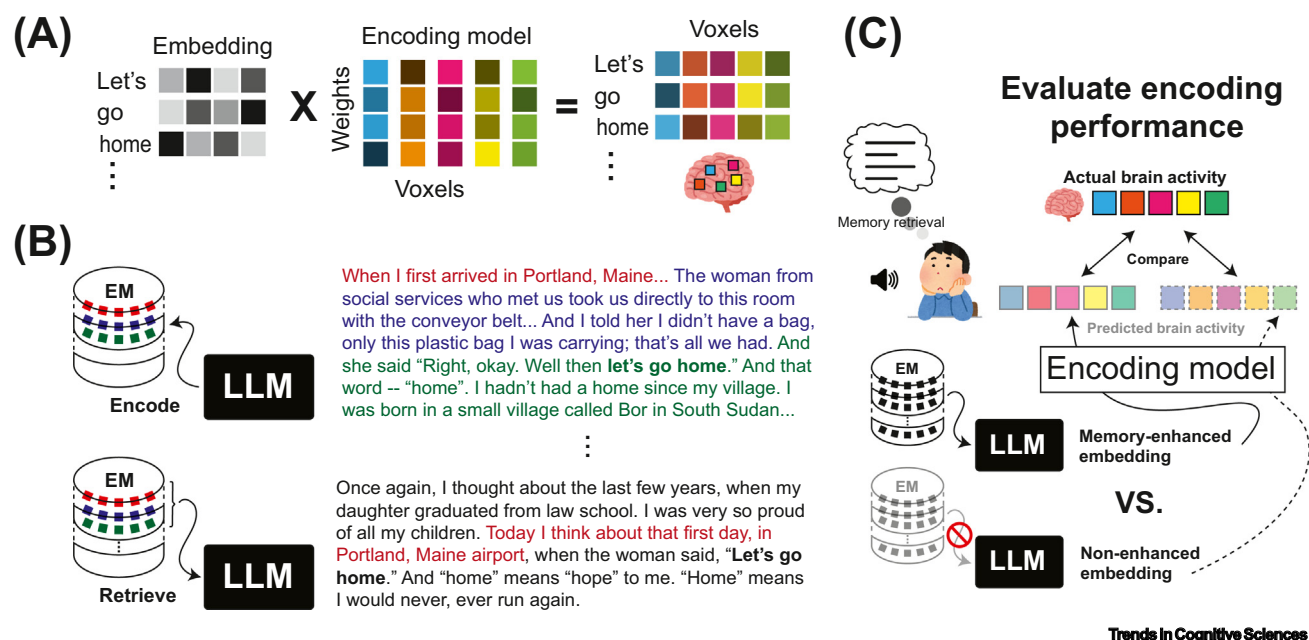 (A)
Embedding
Let's
go
home
⋮
X
Encoding model
Weights
Voxels
=
Voxels
Let's
go
home
⋮
(B)
EM
Encode
LLM
When I first arrived in Portland, Maine... The woman from
social services who met us took us directly to this room
with the conveyor belt... And I told her I didn't have a bag,
only this plastic bag I was carrying; that's all we had. And
she said “Right, okay. Well then let's go home.” And that
word -- “home”. I hadn't had a home since my village. I
was born in a small village called Bor in South Sudan...
⋮
EM
Retrieve
LLM
Once again, I thought about the last few years, when my
daughter graduated from law school. I was very so proud
of all my children. Today I think about that first day, in
Portland, Maine airport, when the woman said, “Let's go
home.” And “home” means “hope” to me. “Home” means
I would never, ever run again.
(C)
Evaluate encoding
performance
Memory retrieval
Actual brain activity
Compare
Predicted brain activity
Encoding model
EM
LLM
Memory-enhanced
embedding
VS.
EM
LLM
Non-enhanced
embedding
Trends in Cognitive Sciences